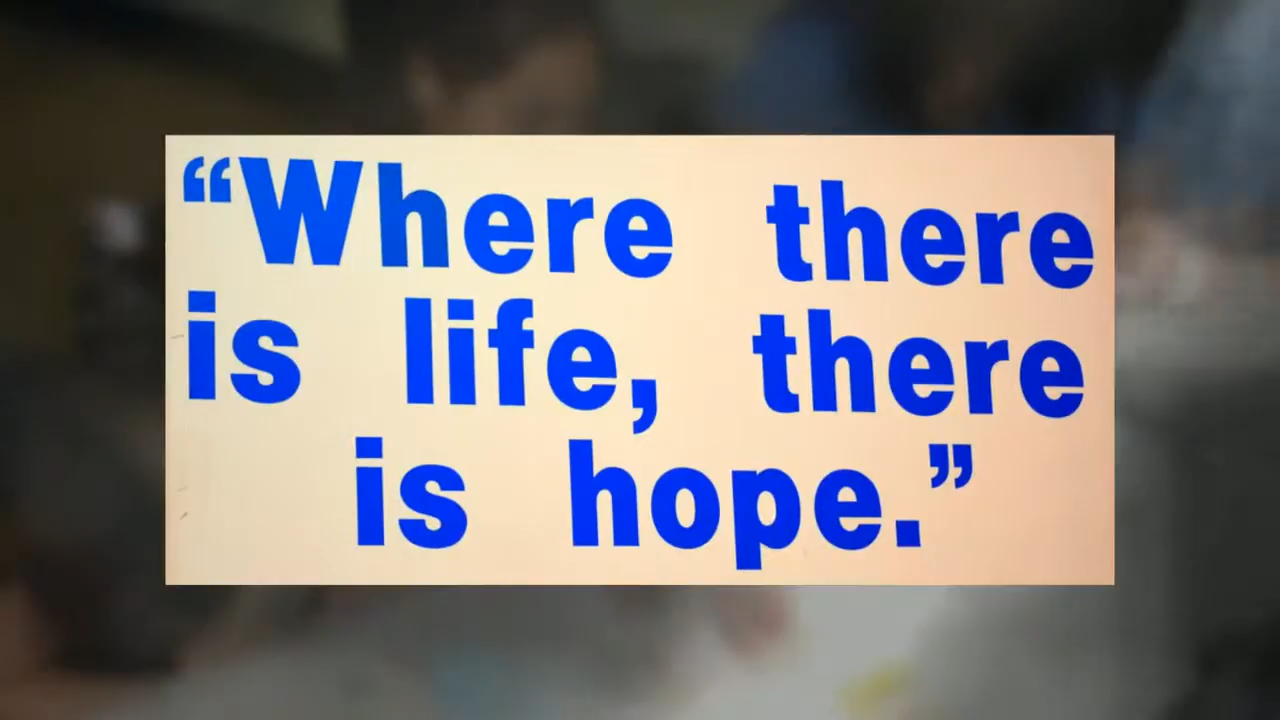 “Where there
is life, there
is hope.”